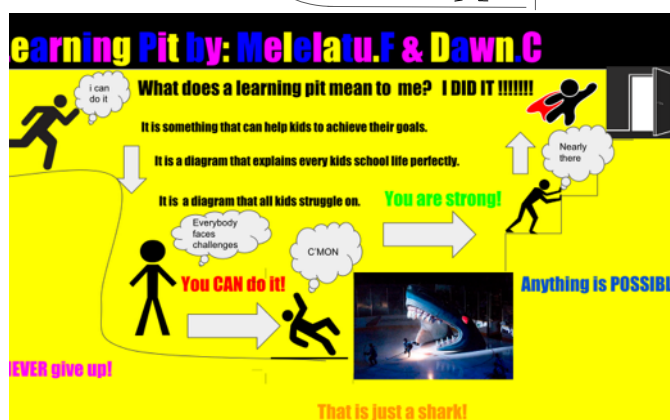 earning Pit by: Melelatu.F & Dawn.C
i can
do it
What does a learning pit mean to me? I DID IT !!!!!!!
It is something that can help kids to achieve their goals.
It is a diagram that explains every kids school life perfectly.
Nearly
there
It is a diagram that all kids struggle on.
You are strong!
Everybody
faces
challenges
C'MON
You CAN do it!
Anything is POSSIBL
NEVER give up!
That is just a shark!